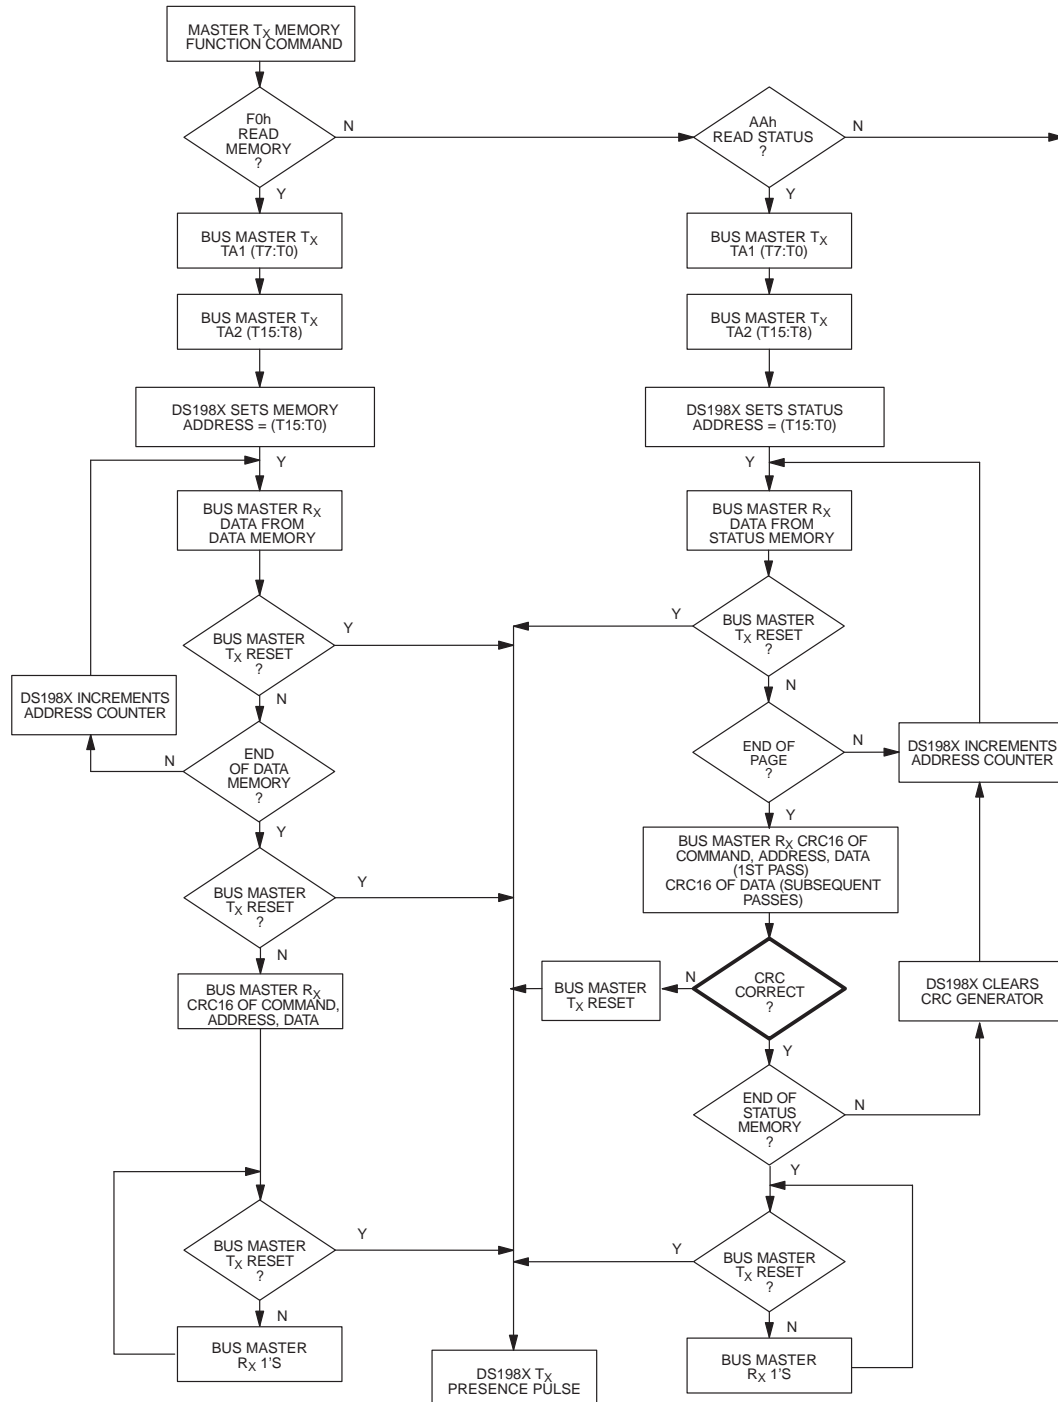 MASTER TX MEMORY
FUNCTION COMMAND
F0h
READ
MEMORY
?
N
Y
BUS MASTER TX
TA1 (T7:T0)
BUS MASTER TX
TA2 (T15:T8)
DS198X SETS MEMORY
ADDRESS = (T15:T0)
Y
BUS MASTER RX
DATA FROM
DATA MEMORY
BUS MASTER
TX RESET
?
Y
N
DS198X INCREMENTS
ADDRESS COUNTER
END
OF DATA
MEMORY
?
N
Y
BUS MASTER
TX RESET
?
Y
N
BUS MASTER RX
CRC16 OF COMMAND,
ADDRESS, DATA
BUS MASTER
TX RESET
?
Y
N
BUS MASTER
RX 1'S
AAh
READ STATUS
?
N
Y
BUS MASTER TX
TA1 (T7:T0)
BUS MASTER TX
TA2 (T15:T8)
DS198X SETS STATUS
ADDRESS = (T15:T0)
Y
BUS MASTER RX
DATA FROM
STATUS MEMORY
BUS MASTER
TX RESET
?
Y
N
END OF
PAGE
?
N
Y
DS198X INCREMENTS
ADDRESS COUNTER
BUS MASTER RX CRC16 OF
COMMAND, ADDRESS, DATA
(1ST PASS)
CRC16 OF DATA (SUBSEQUENT
PASSES)
CRC
CORRECT
?
N
Y
BUS MASTER
TX RESET
DS198X CLEARS
CRC GENERATOR
END OF
STATUS
MEMORY
?
N
Y
BUS MASTER
TX RESET
?
Y
N
BUS MASTER
RX 1'S
DS198X TX
PRESENCE PULSE